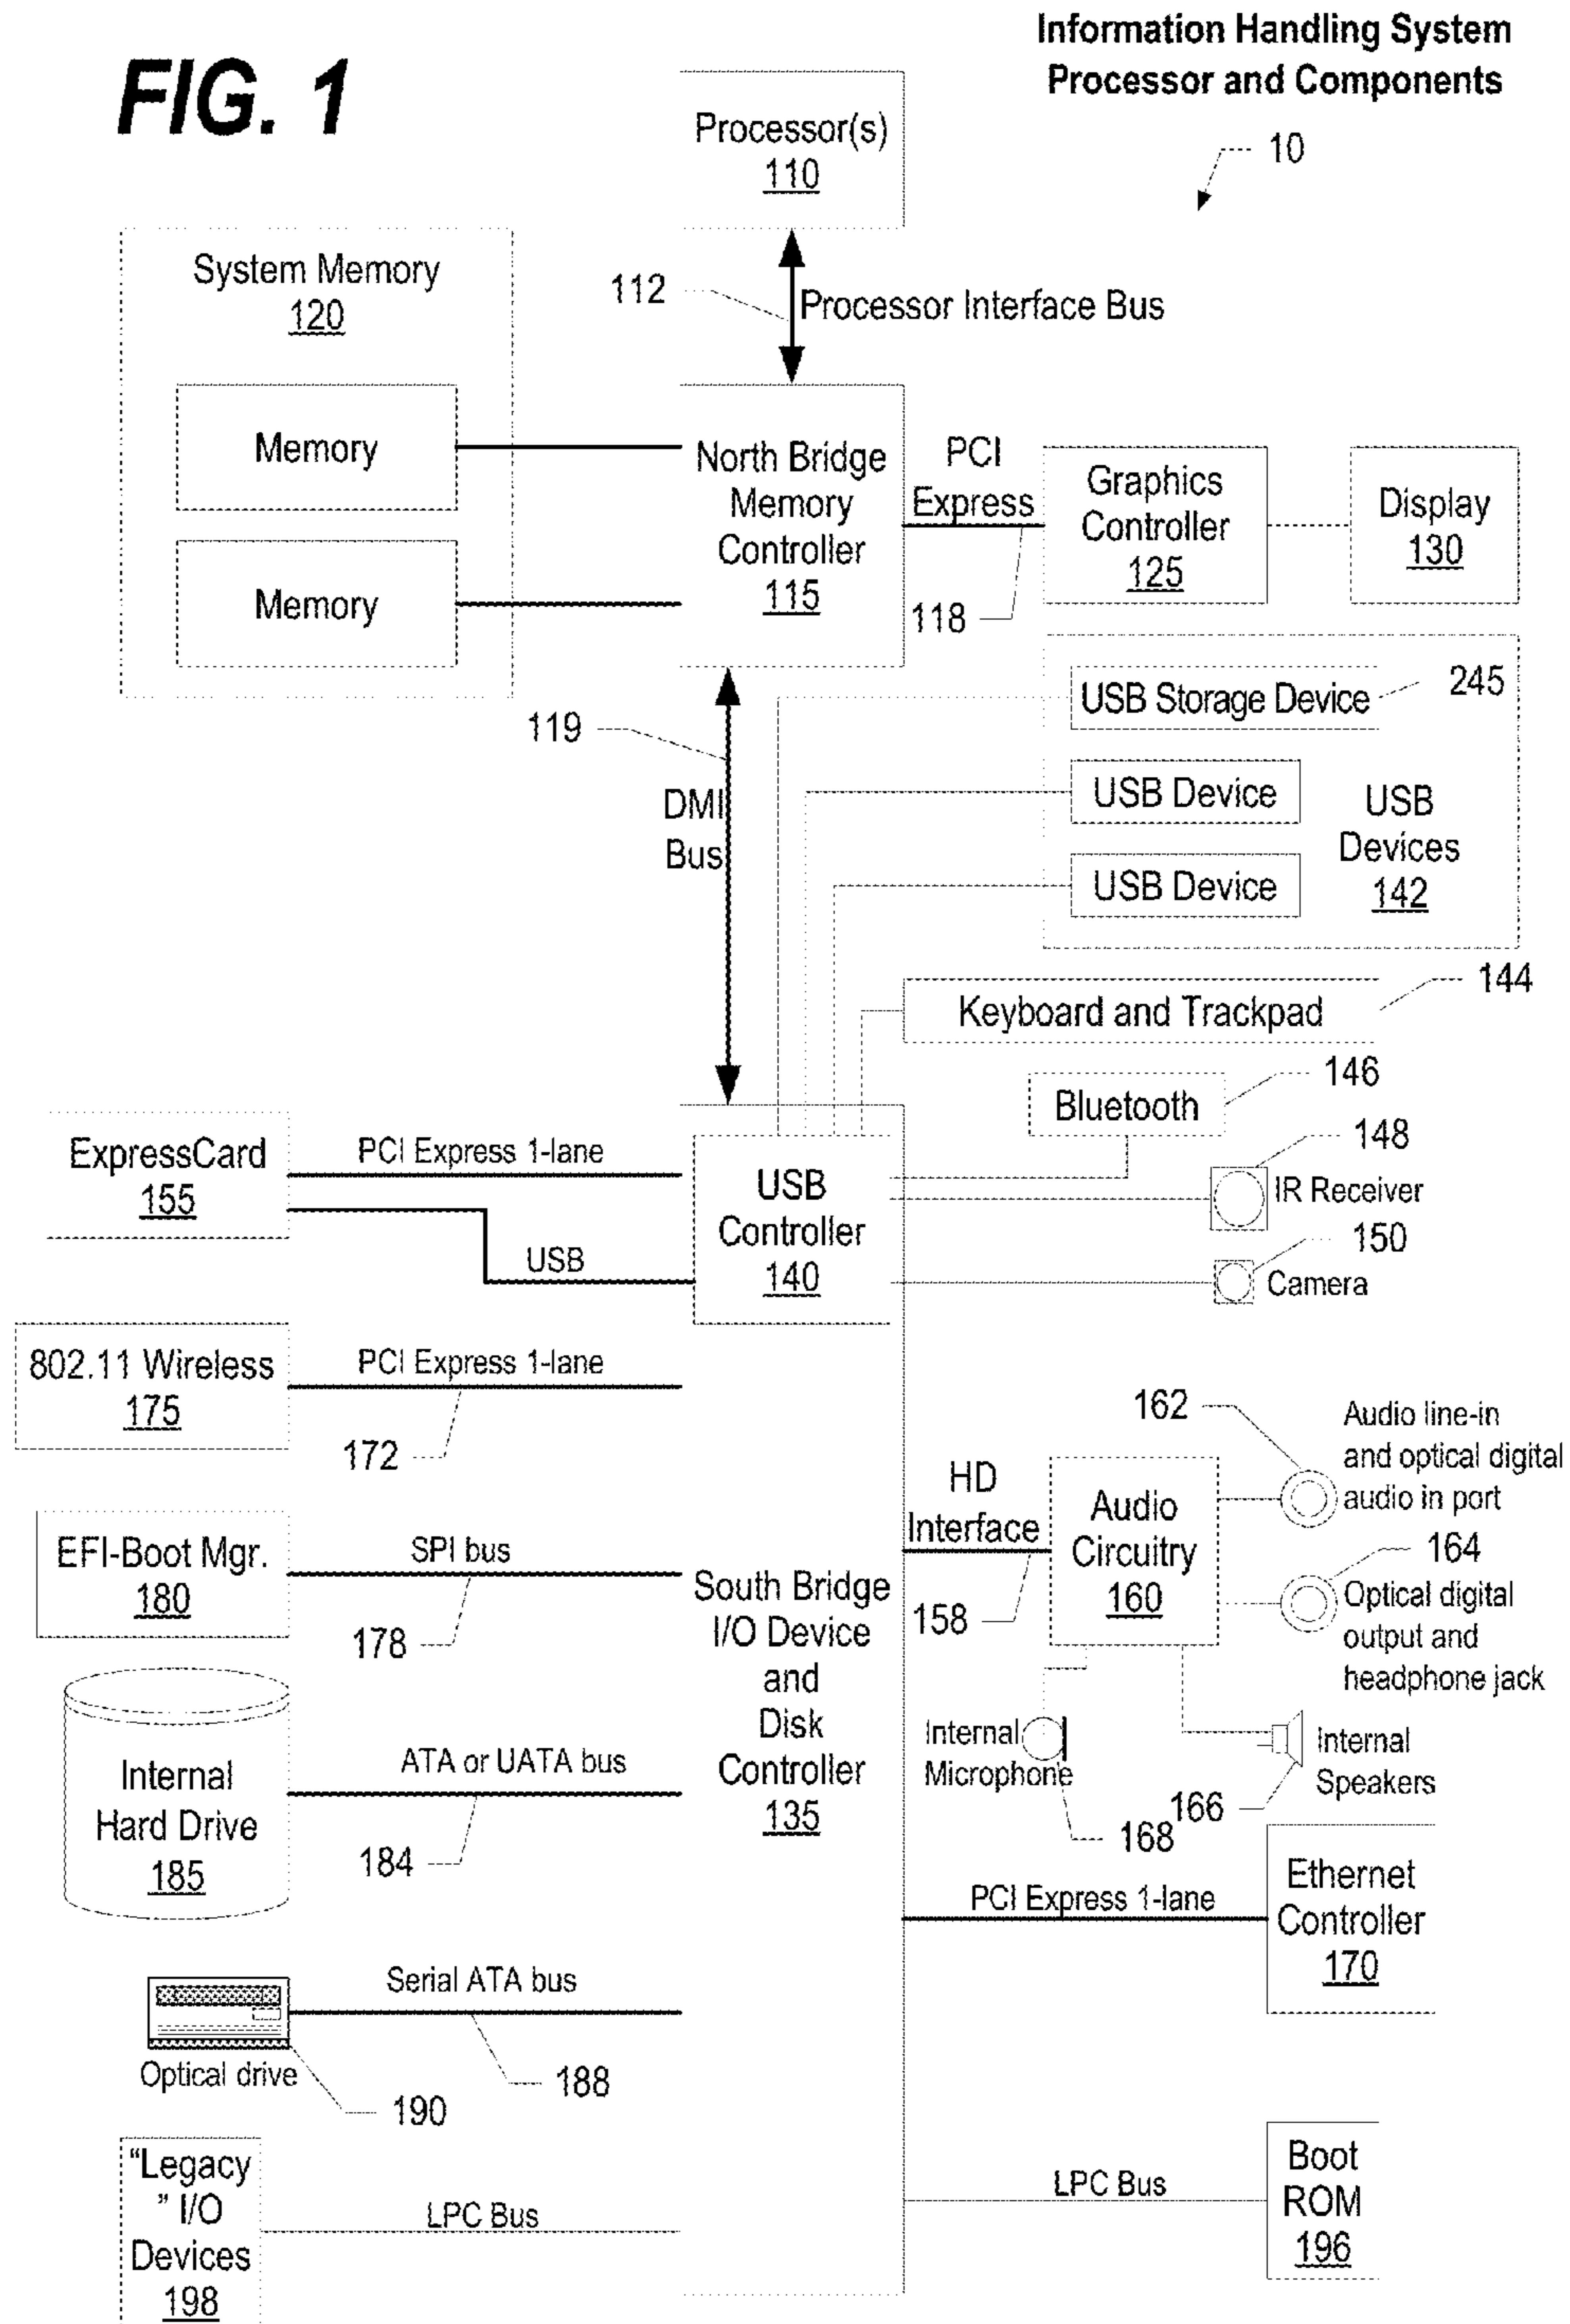 FIG. 1
Information Handling System
Processor and Components
10
Processor(s)
110
System Memory
120
Memory
Memory
112
Processor Interface Bus
North Bridge
Memory
Controller
115
PCI
Express
118
Graphics
Controller
125
Display
130
USB Storage Device
245
USB Device
USB Device
USB
Devices
142
119
DMI
Bus
Keyboard and Trackpad
144
Bluetooth
146
148
IR Receiver
150
Camera
ExpressCard
155
PCI Express 1-lane
USB
USB
Controller
140
802.11 Wireless
175
PCI Express 1-lane
172
EFI-Boot Mgr.
180
SPI bus
178
South Bridge
I/O Device
and
Disk
Controller
135
HD
Interface
158
Audio
Circuitry
160
162
Audio line-in
and optical digital
audio in port
164
Optical digital
output and
headphone jack
Internal
Microphone
168
166
Internal
Speakers
Internal
Hard Drive
185
ATA or UATA bus
184
PCI Express 1-lane
Ethernet
Controller
170
Optical drive
190
Serial ATA bus
188
“Legacy
” I/O
Devices
198
LPC Bus
LPC Bus
Boot
ROM
196